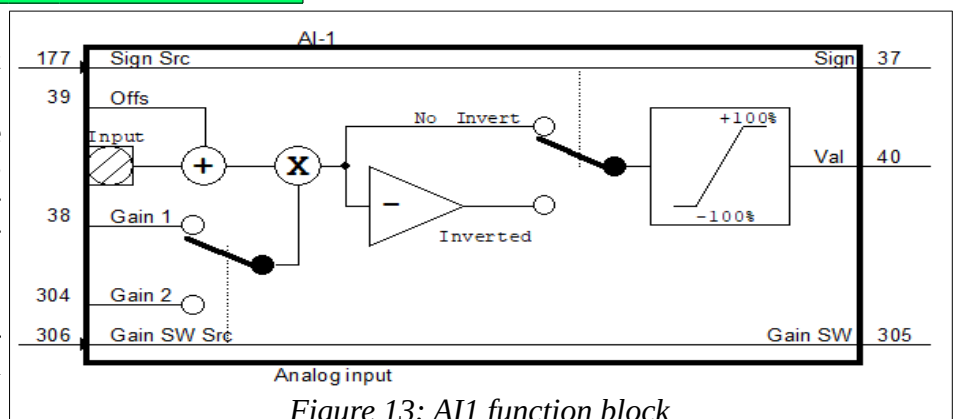 AI-1
177 Sign Src Sign 37
39 Offs
No Invert +100%
Input
+ X Val 40
38 Gain 1 − -100%
Inverted
304 Gain 2
306 Gain SW Src Gain SW 305
Analog input
Figure 13: AI1 function block